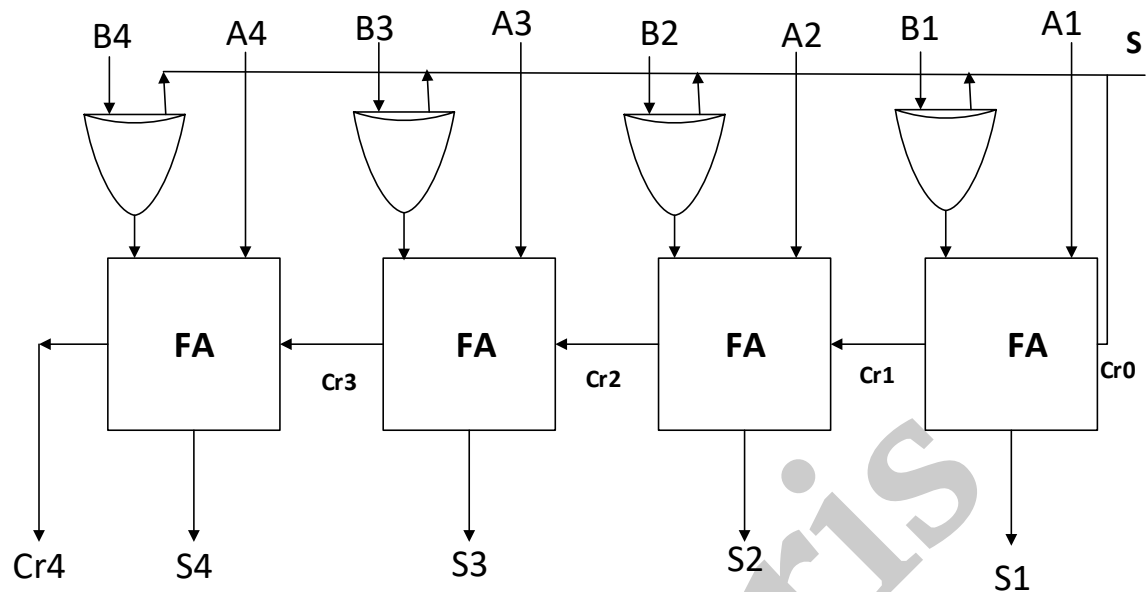 B4 A4 B3 A3 B2 A2 B1 A1 S
FA FA FA FA
Cr3 Cr2 Cr1 Cr0
Cr4 S4 S3 S2 S1
ris